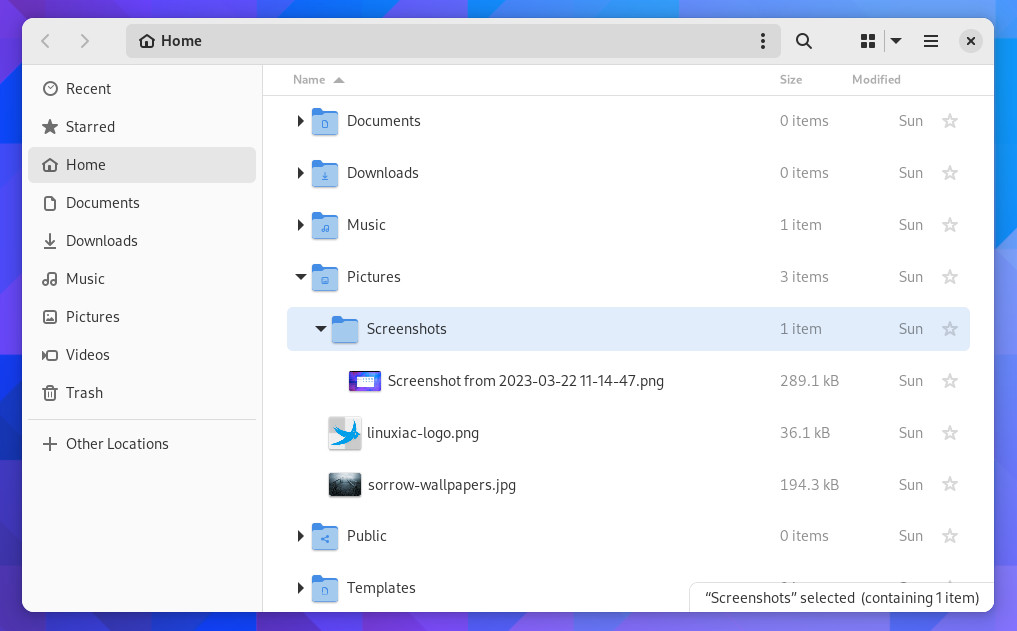 Home
Recent
Starred
Home
Documents
Downloads
Music
Pictures
Videos
Trash
Other Locations
Name Size Modified
Documents 0 items Sun
Downloads 0 items Sun
Music 1 item Sun
Pictures 3 items Sun
Screenshots 1 item Sun
Screenshot from 2023-03-22 11-14-47.png 289.1 kB Sun
linuxiac-logo.png 36.1 kB Sun
sorrow-wallpapers.jpg 194.3 kB Sun
Public 0 items Sun
Templates
“Screenshots” selected (containing 1 item)